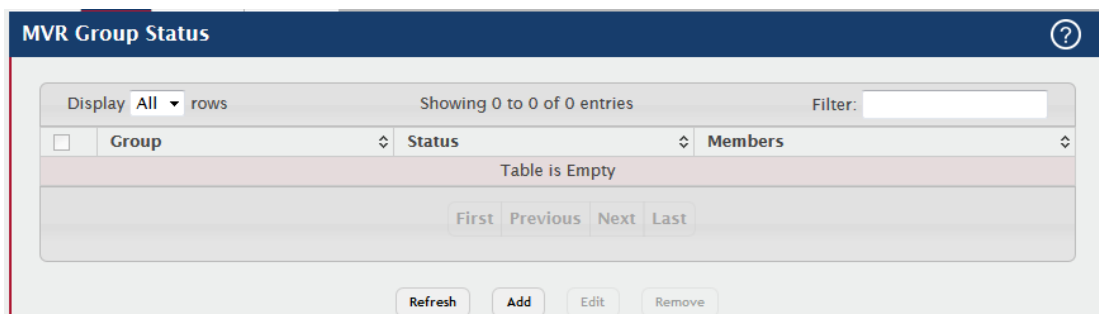 MVR Group Status ?
Display All rows Showing 0 to 0 of 0 entries Filter:
Group Status Members
Table is Empty
First Previous Next Last
Refresh Add Edit Remove